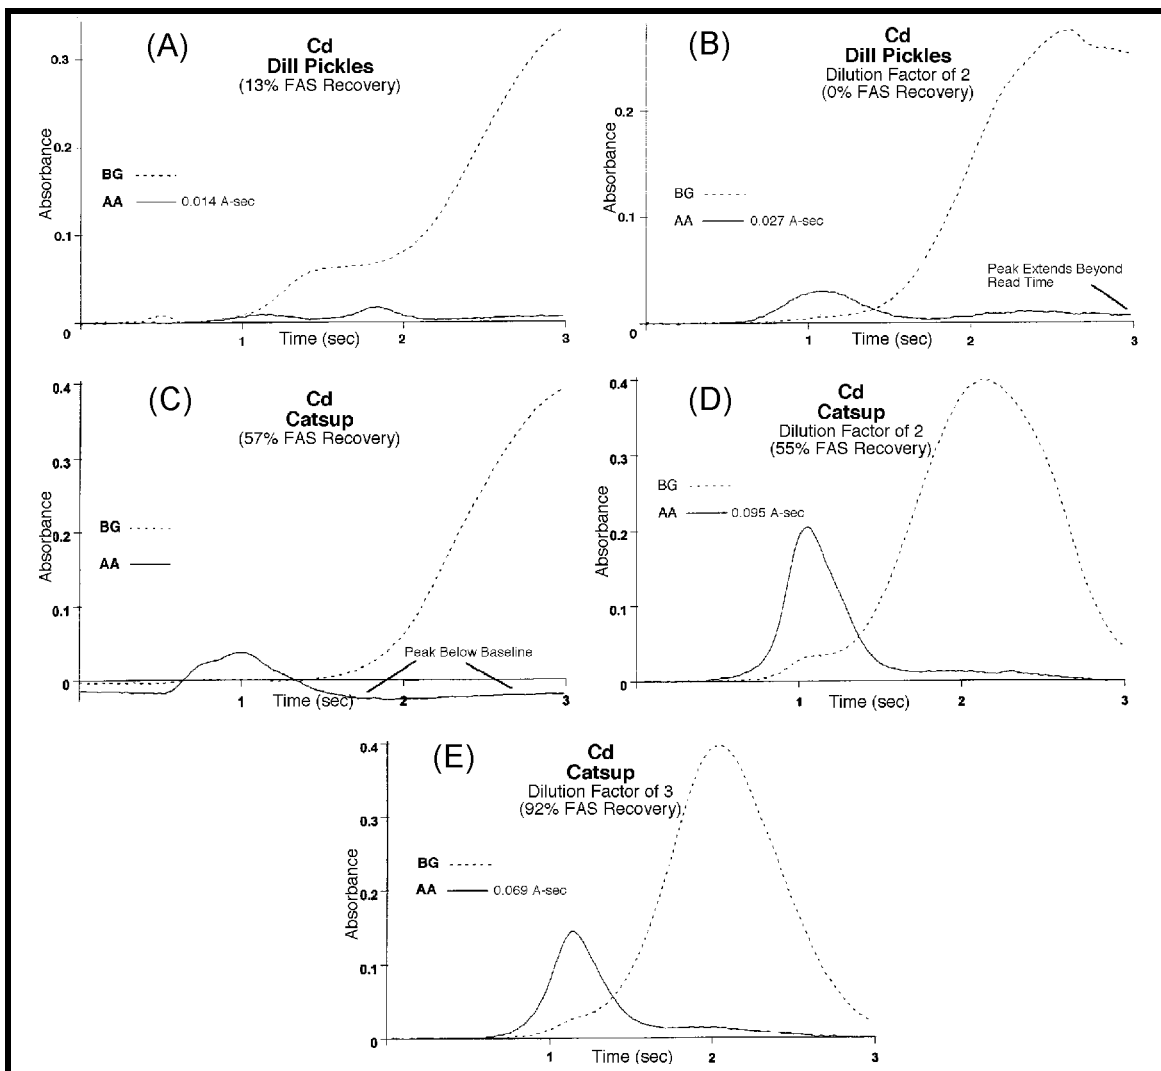 (A)
Cd
Dill Pickles
(13% FAS Recovery)
Absorbance
0.3
0.2
0.1
0
BG
AA 0.014 A-sec
1 2 3
Time (sec)
(B)
Cd
Dill Pickles
Dilution Factor of 2
(0% FAS Recovery)
Absorbance
0.2
0.1
0
BG
AA 0.027 A-sec
Peak Extends Beyond
Read Time
1 2 3
Time (sec)
(C)
Cd
Catsup
(57% FAS Recovery)
Absorbance
0.4
0.3
0.2
0.1
0
BG
AA
Peak Below Baseline
1 2 3
Time (sec)
(D)
Cd
Catsup
Dilution Factor of 2
(55% FAS Recovery)
Absorbance
0.4
0.3
0.2
0.1
0
BG
AA 0.095 A-sec
1 2 3
Time (sec)
(E)
Cd
Catsup
Dilution Factor of 3
(92% FAS Recovery)
Absorbance
0.4
0.3
0.2
0.1
0
BG
AA 0.069 A-sec
1 2 3
Time (sec)